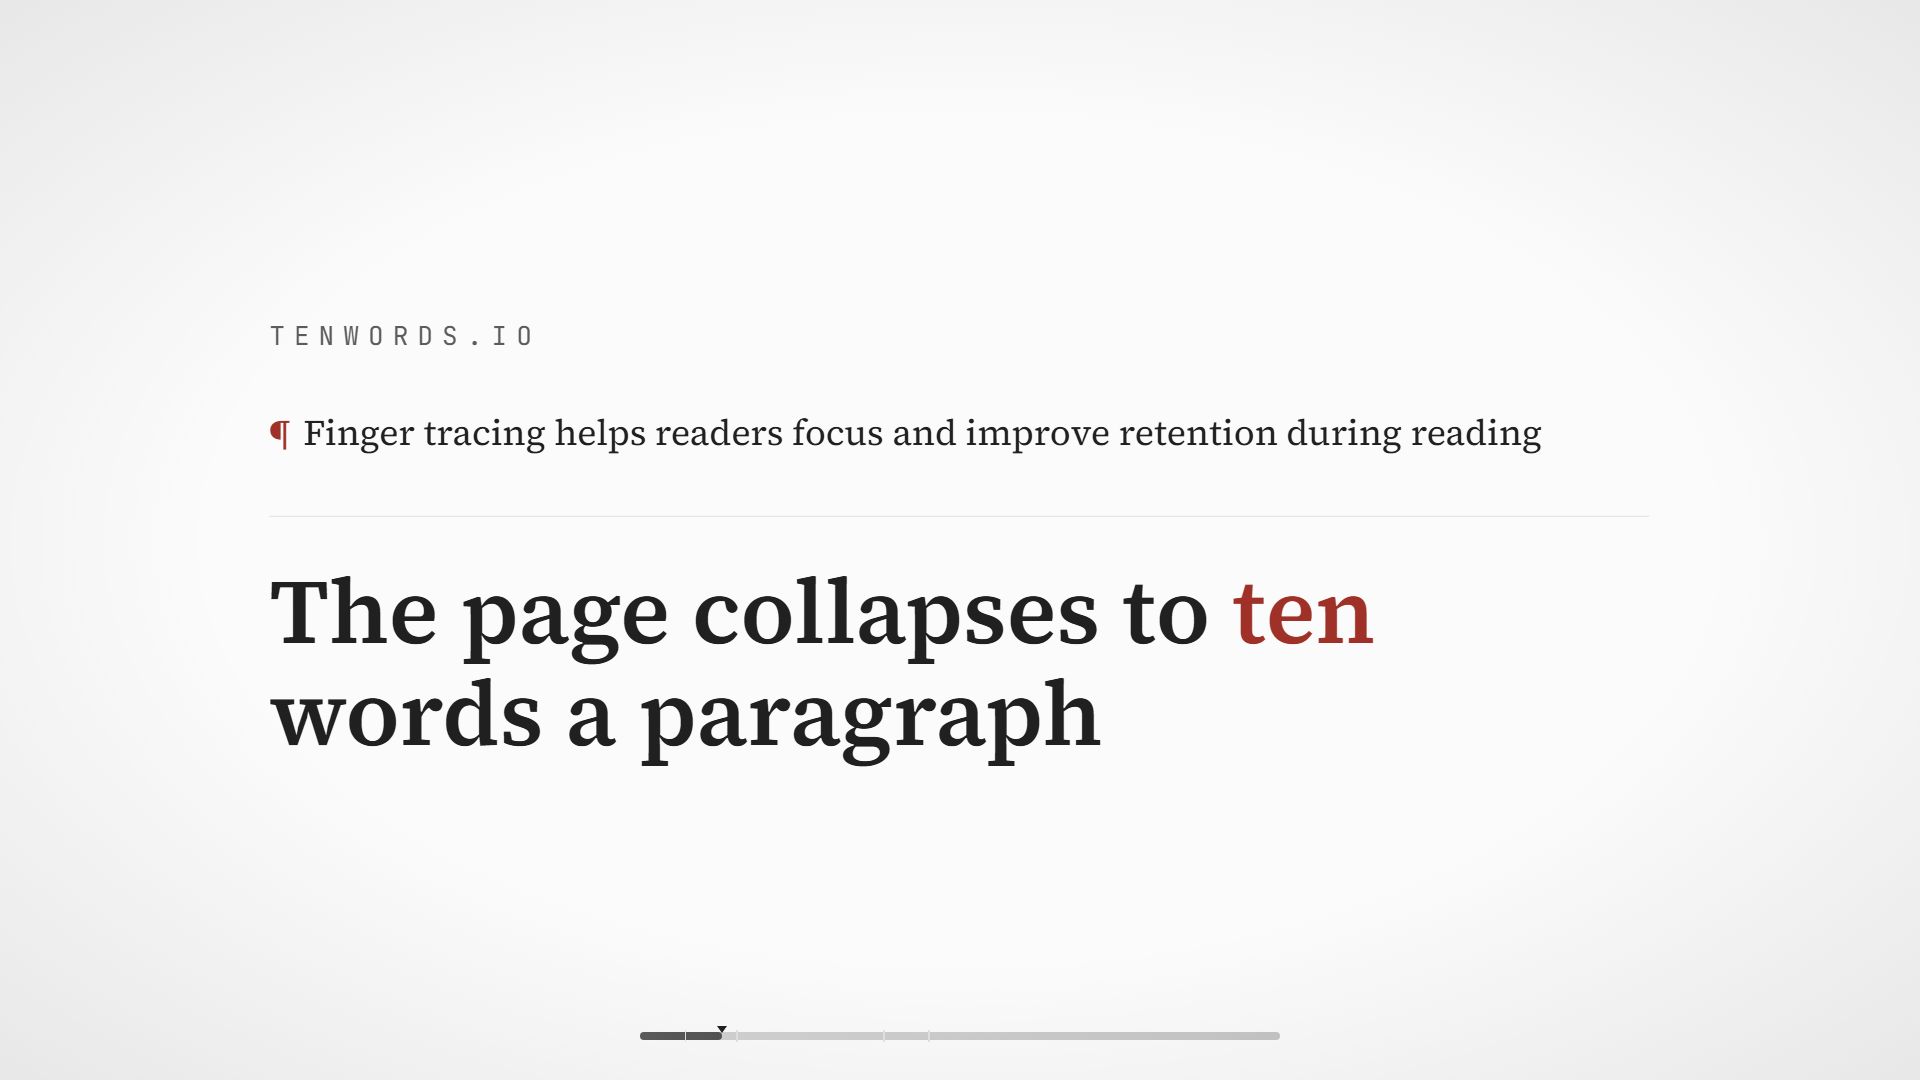 TENWORDS.IO
¶ Finger tracing helps readers focus and improve retention during reading
The page collapses to ten
words a paragraph